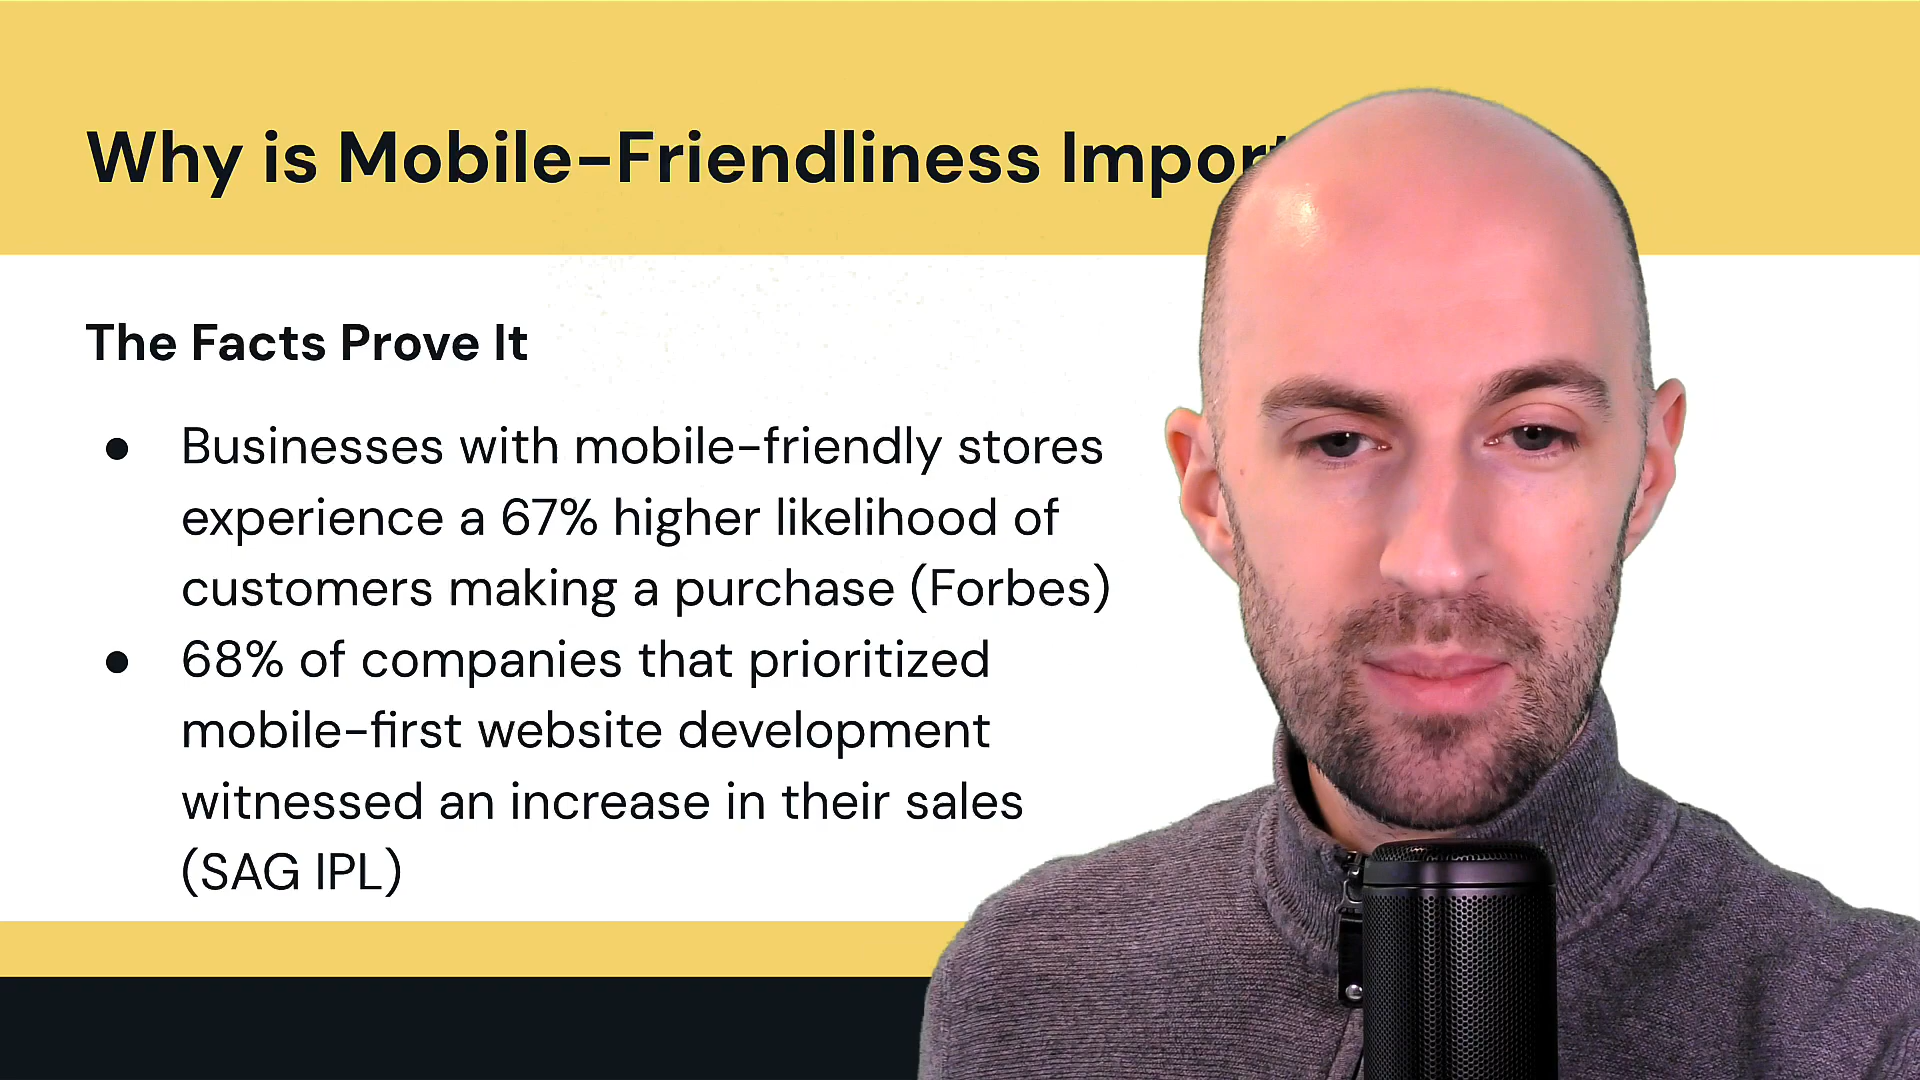 Why is Mobile-Friendliness
The Facts Prove It
● Businesses with mobile-friendly stores
experience a 67% higher likelihood of
customers making a purchase (Forbes)
● 68% of companies that prioritized
mobile-first website development
witnessed an increase in their sales
(SAG IPL)